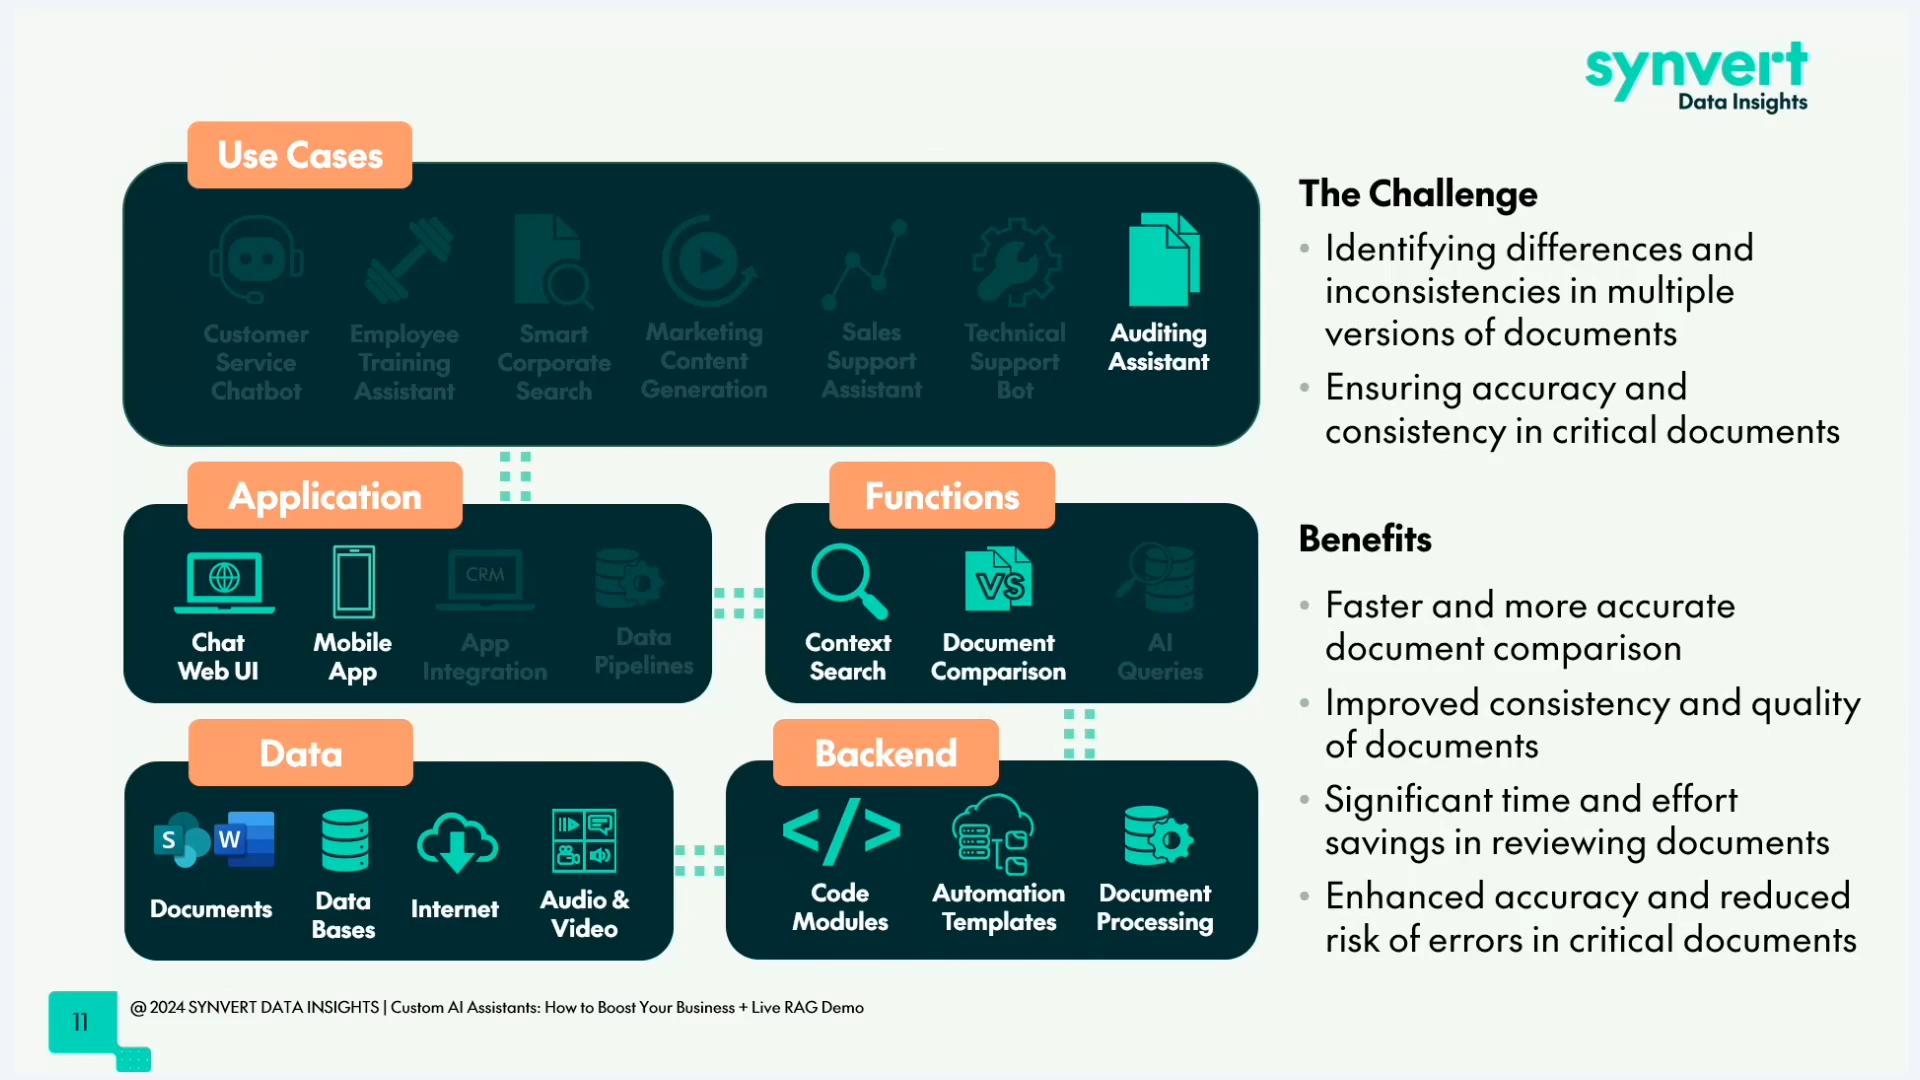 synvert
Data Insights
Use Cases
Customer
Service
Chatbot
Employee
Training
Assistant
Smart
Corporate
Search
Marketing
Content
Generation
Sales
Support
Assistant
Technical
Support
Bot
Auditing
Assistant
Application
Chat
Web UI
Mobile
App
CRM
App
Integration
Data
Pipelines
Functions
Context
Search
VS
Document
Comparison
AI
Queries
Data
S
W
Documents
Data
Bases
Internet
Audio &
Video
Backend
</>
Code
Modules
Automation
Templates
Document
Processing
The Challenge
• Identifying differences and
inconsistencies in multiple
versions of documents
• Ensuring accuracy and
consistency in critical documents
Benefits
• Faster and more accurate
document comparison
• Improved consistency and quality
of documents
• Significant time and effort
savings in reviewing documents
• Enhanced accuracy and reduced
risk of errors in critical documents
11
@ 2024 SYNVERT DATA INSIGHTS | Custom AI Assistants: How to Boost Your Business + Live RAG Demo